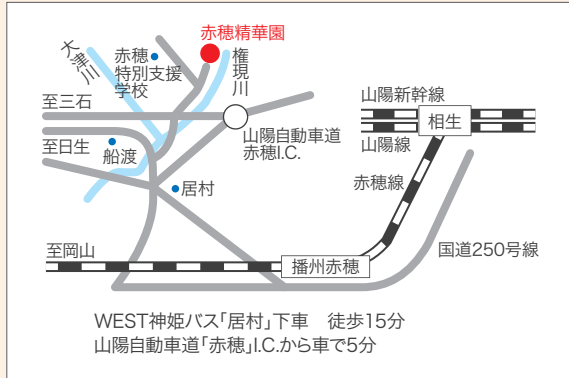 赤穂精華園
大津川
赤穂
特別支援
学校
権現川
至三石
山陽自動車道
赤穂I.C.
至日生
船渡
居村
山陽新幹線
相生
山陽線
赤穂線
至岡山
播州赤穂
国道250号線
WEST神姫バス「居村」下車　徒歩15分
山陽自動車道「赤穂」I.C.から車で5分